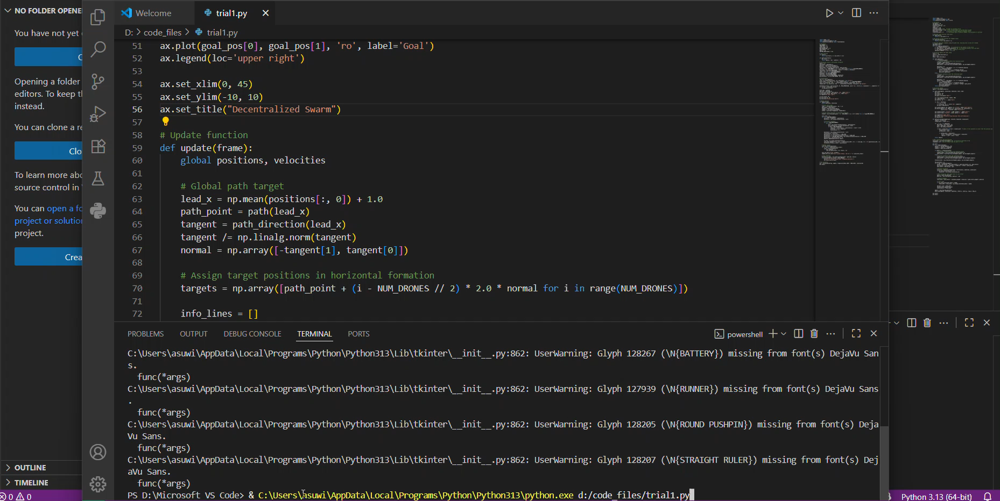 NO FOLDER OPENE
You have not yet
C
Opening a folder
editors. To keep t
instead.
You can clone a re
Clo
To learn more abo
source control in
You can open a fo
project or solution
project.
Crea
OUTLINE
TIMELINE
0 0
Welcome
trial1.py
D: > code_files > trial1.py
51 ax.plot(goal_pos[0], goal_pos[1], 'ro', label='Goal')
52 ax.legend(loc='upper right')
53
54 ax.set_xlim(0, 45)
55 ax.set_ylim(-10, 10)
56 ax.set_title("Decentralized Swarm")
57
58 # Update function
59 def update(frame):
60     global positions, velocities
61
62     # Global path target
63     lead_x = np.mean(positions[:, 0]) + 1.0
64     path_point = path(lead_x)
65     tangent = path_direction(lead_x)
66     tangent /= np.linalg.norm(tangent)
67     normal = np.array([-tangent[1], tangent[0]])
68
69     # Assign target positions in horizontal formation
70     targets = np.array([path_point + (i - NUM_DRONES // 2) * 2.0 * normal for i in range(NUM_DRONES)])
71
72     info_lines = []
PROBLEMS OUTPUT DEBUG CONSOLE TERMINAL PORTS
powershell
C:\Users\asuwi\AppData\Local\Programs\Python\Python313\Lib\tkinter\__init__.py:862: UserWarning: Glyph 128267 (\N{BATTERY}) missing from font(s) DejaVu San
s.
  func(*args)
C:\Users\asuwi\AppData\Local\Programs\Python\Python313\Lib\tkinter\__init__.py:862: UserWarning: Glyph 127939 (\N{RUNNER}) missing from font(s) DejaVu Sans
.
  func(*args)
C:\Users\asuwi\AppData\Local\Programs\Python\Python313\Lib\tkinter\__init__.py:862: UserWarning: Glyph 128205 (\N{ROUND PUSHPIN}) missing from font(s) Deja
Vu Sans.
  func(*args)
C:\Users\asuwi\AppData\Local\Programs\Python\Python313\Lib\tkinter\__init__.py:862: UserWarning: Glyph 128207 (\N{STRAIGHT RULER}) missing from font(s) Dej
aVu Sans.
  func(*args)
PS D:\Microsoft VS Code> & C:\Users\asuwi\AppData\Local\Programs\Python\Python313\python.exe d:/code_files/trial1.py
Python 3.13 (64-bit)